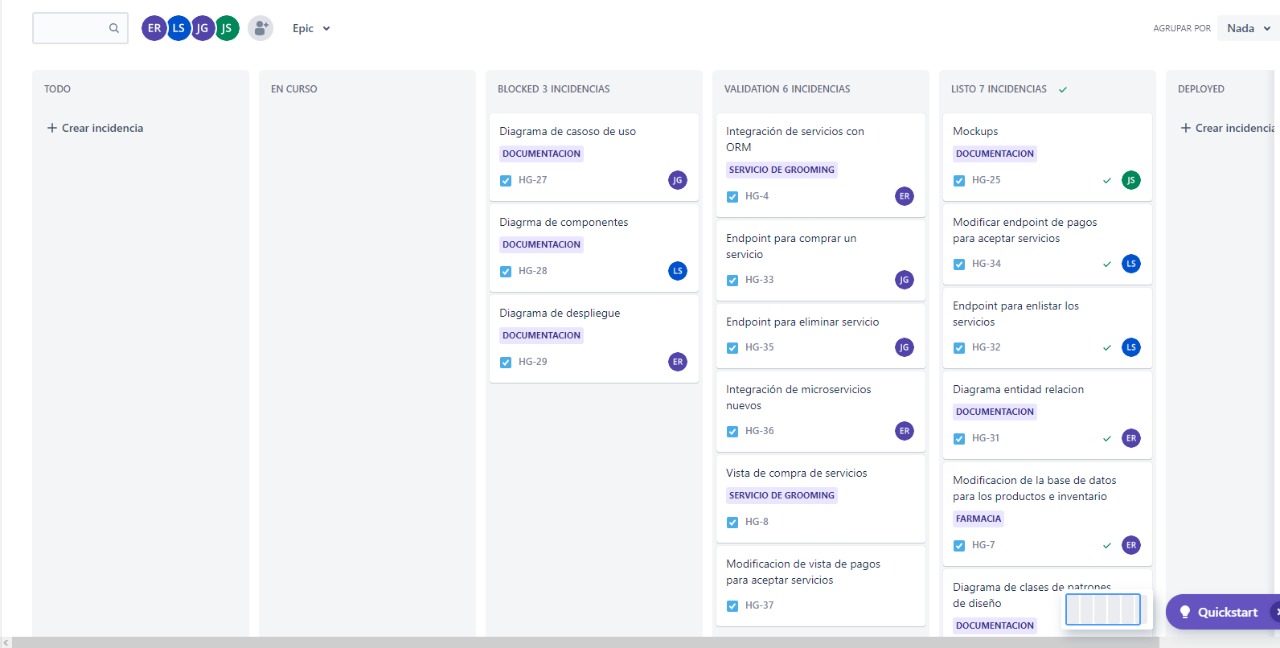 ER LS JG JS
Epic
AGRUPAR POR
Nada
TODO
+ Crear incidencia
EN CURSO
BLOCKED 3 INCIDENCIAS
Diagrama de casoso de uso
DOCUMENTACION
HG-27
JG
Diagrma de componentes
DOCUMENTACION
HG-28
LS
Diagrama de despliegue
DOCUMENTACION
HG-29
ER
VALIDATION 6 INCIDENCIAS
Integración de servicios con
ORM
SERVICIO DE GROOMING
HG-4
ER
Endpoint para comprar un
servicio
HG-33
JG
Endpoint para eliminar servicio
HG-35
JG
Integración de microservicios
nuevos
HG-36
ER
Vista de compra de servicios
SERVICIO DE GROOMING
HG-8
Modificacion de vista de pagos
para aceptar servicios
HG-37
LISTO 7 INCIDENCIAS
Mockups
DOCUMENTACION
HG-25
JS
Modificar endpoint de pagos
para aceptar servicios
HG-34
LS
Endpoint para enlistar los
servicios
HG-32
LS
Diagrama entidad relacion
DOCUMENTACION
HG-31
ER
Modificacion de la base de datos
para los productos e inventario
FARMACIA
HG-7
ER
Diagrama de clases de patrones
de diseño
DOCUMENTACION
DEPLOYED
+ Crear incidencia
Quickstart